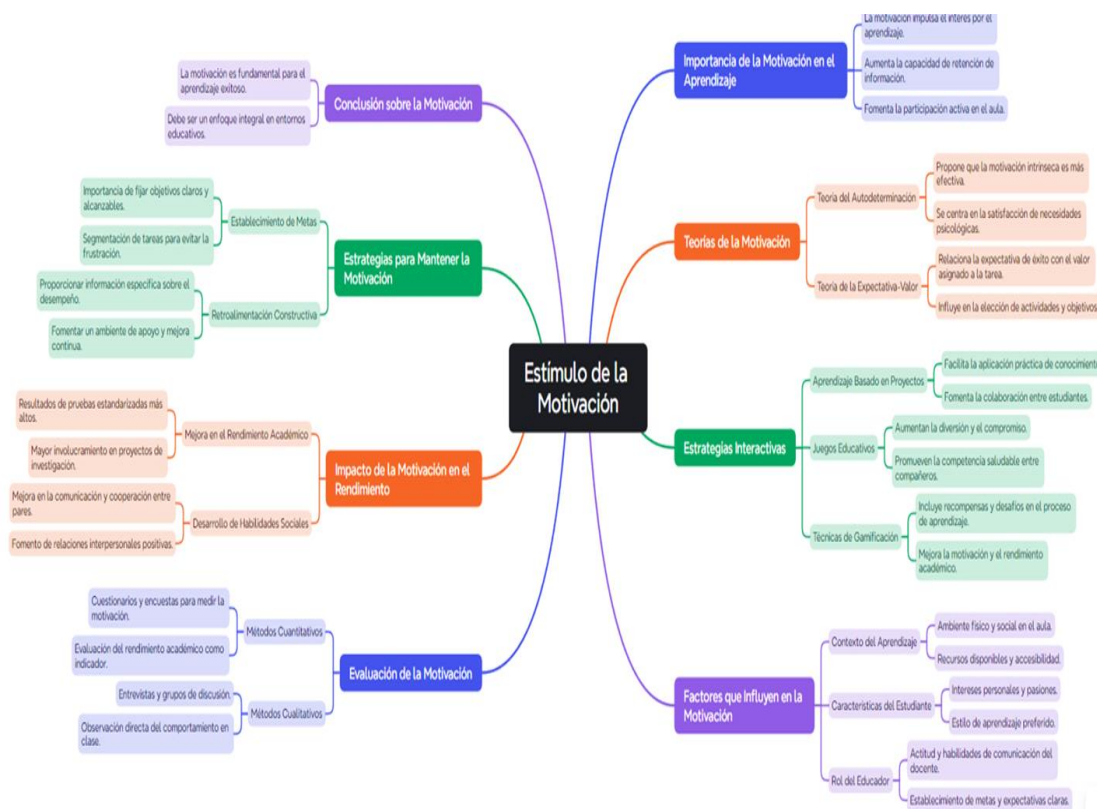 Estímulo de la
Motivación
Importancia de la Motivación en el
Aprendizaje
La motivación impulsa el interés por el
aprendizaje.
Aumenta la capacidad de retención de
información.
Fomenta la participación activa en el aula.
Teorías de la Motivación
Teoría del Autodeterminación
Propone que la motivación intrínseca es más
efectiva.
Se centra en la satisfacción de necesidades
psicológicas.
Teoría de la Expectativa-Valor
Relaciona la expectativa de éxito con el valor
asignado a la tarea.
Influye en la elección de actividades y objetivos
Estrategias Interactivas
Aprendizaje Basado en Proyectos
Facilita la aplicación práctica de conocimient
Fomenta la colaboración entre estudiantes.
Juegos Educativos
Aumentan la diversión y el compromiso.
Promueven la competencia saludable entre
compañeros.
Técnicas de Gamificación
Incluye recompensas y desafíos en el proceso
de aprendizaje.
Mejora la motivación y el rendimiento
académico.
Factores que Influyen en la
Motivación
Contexto del Aprendizaje
Ambiente físico y social en el aula.
Recursos disponibles y accesibilidad.
Características del Estudiante
Intereses personales y pasiones.
Estilo de aprendizaje preferido.
Rol del Educador
Actitud y habilidades de comunicación del
docente.
Establecimiento de metas y expectativas claras.
Conclusión sobre la Motivación
La motivación es fundamental para el
aprendizaje exitoso.
Debe ser un enfoque integral en entornos
educativos.
Estrategias para Mantener la
Motivación
Establecimiento de Metas
Importancia de fijar objetivos claros y
alcanzables.
Segmentación de tareas para evitar la
frustración.
Retroalimentación Constructiva
Proporcionar información específica sobre el
desempeño.
Fomentar un ambiente de apoyo y mejora
continua.
Impacto de la Motivación en el
Rendimiento
Mejora en el Rendimiento Académico
Resultados de pruebas estandarizadas más
altos.
Mayor involucramiento en proyectos de
investigación.
Desarrollo de Habilidades Sociales
Mejora en la comunicación y cooperación entre
pares.
Fomento de relaciones interpersonales positivas.
Evaluación de la Motivación
Métodos Cuantitativos
Cuestionarios y encuestas para medir la
motivación.
Evaluación del rendimiento académico como
indicador.
Métodos Cualitativos
Entrevistas y grupos de discusión.
Observación directa del comportamiento en
clase.